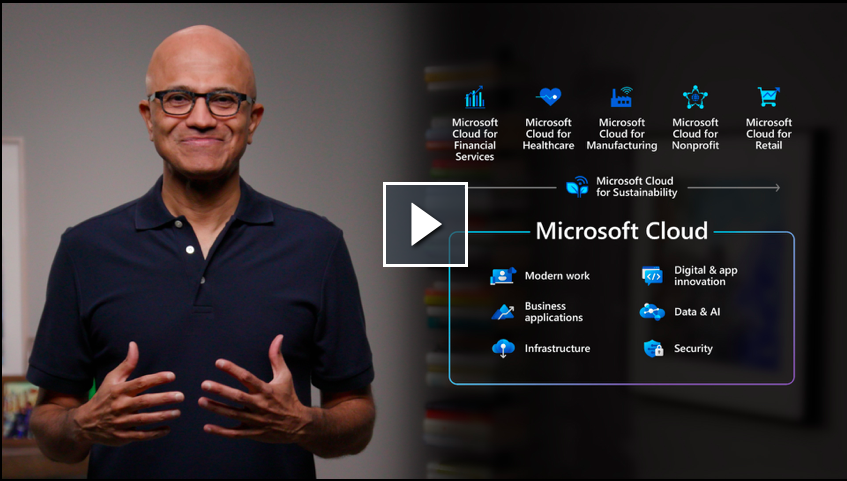 Microsoft
Cloud for
Financial
Services
Microsoft
Cloud for
Healthcare
Microsoft
Cloud for
Manufacturing
Microsoft
Cloud for
Nonprofit
Microsoft
Cloud for
Retail
Microsoft Cloud
for Sustainability
Microsoft Cloud
Modern work
Digital & app
innovation
Business
applications
Data & AI
Infrastructure
Security